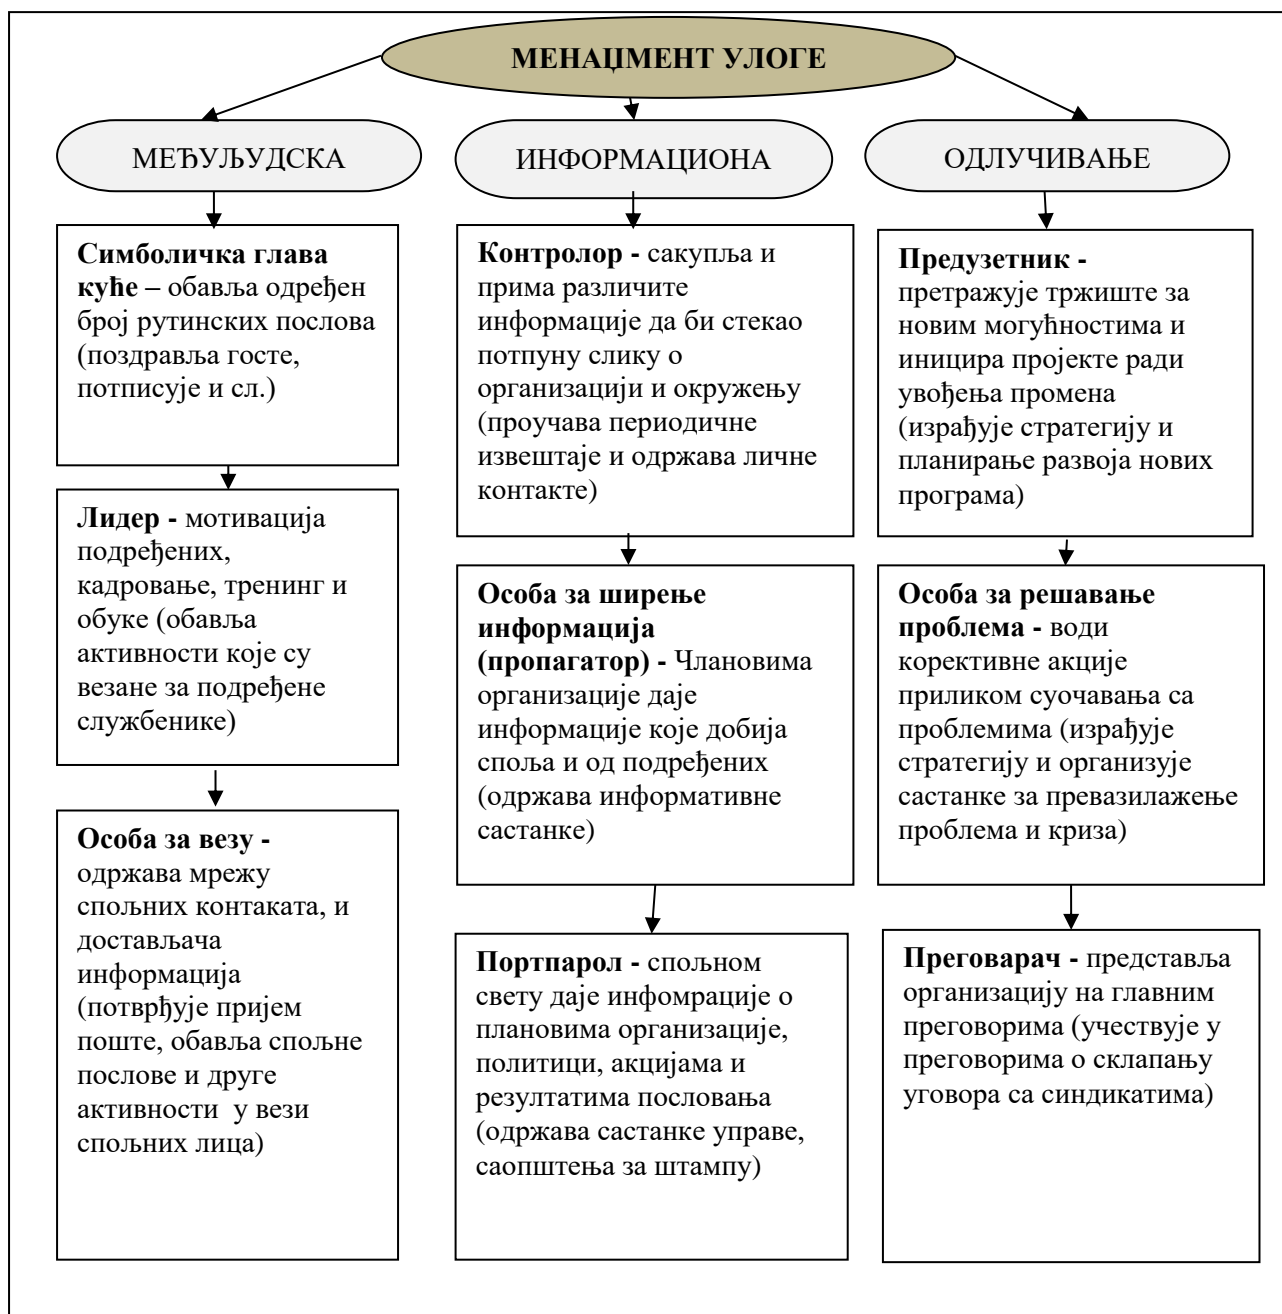 МЕНАЏМЕНТ УЛОГЕ
МЕЂУЉУДСКА
Симболичка глава
куће – обавља одређен
број рутинских послова
(поздравља госте,
потписује и сл.)
Лидер - мотивација
подређених,
кадровање, тренинг и
обуке (обавља
активности које су
везане за подређене
службенике)
Особа за везу -
одржава мрежу
спољних контаката, и
достављача
информација
(потврђује пријем
поште, обавља спољне
послове и друге
активности у вези
спољних лица)
ИНФОРМАЦИОНА
Контролор - сакупља и
прима различите
информације да би стекао
потпуну слику о
организацији и окружењу
(проучава периодичне
извештаје и одржава личне
контакте)
Особа за ширење
информација
(пропагатор) - Члановима
организације даје
информације које добија
споља и од подређених
(одржава информативне
састанке)
Портпарол - спољном
свету даје инфомрације о
плановима организације,
политици, акцијама и
резултатима пословања
(одржава састанке управе,
саопштења за штампу)
ОДЛУЧИВАЊЕ
Предузетник -
претражује тржиште за
новим могућностима и
иницира пројекте ради
увођења промена
(израђује стратегију и
планирање развоја нових
програма)
Особа за решавање
проблема - води
корективне акције
приликом суочавања са
проблемима (израђује
стратегију и организује
састанке за превазилажење
проблема и криза)
Преговарач - представља
организацију на главним
преговорима (учествује у
преговорима о склапању
уговора са синдикатима)